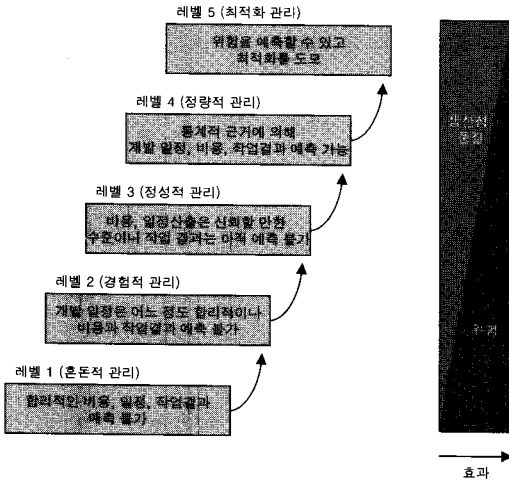 레벨 5 (최적화 관리)
위험을 예측할 수 있고
최적화를 도모
레벨 4 (정량적 관리)
통계적 근거에 의해
개발 일정, 비용, 작업결과 예측 가능
레벨 3 (정성적 관리)
비용, 일정산출은 신뢰할 만한
수준이나 작업 결과는 아직 예측 불가
레벨 2 (경험적 관리)
개발 일정은 어느 정도 합리적이나
비용과 작업결과 예측 불가
레벨 1 (혼돈적 관리)
합리적인 비용, 일정, 작업결과
예측 불가
생산성
품질
위험
효과